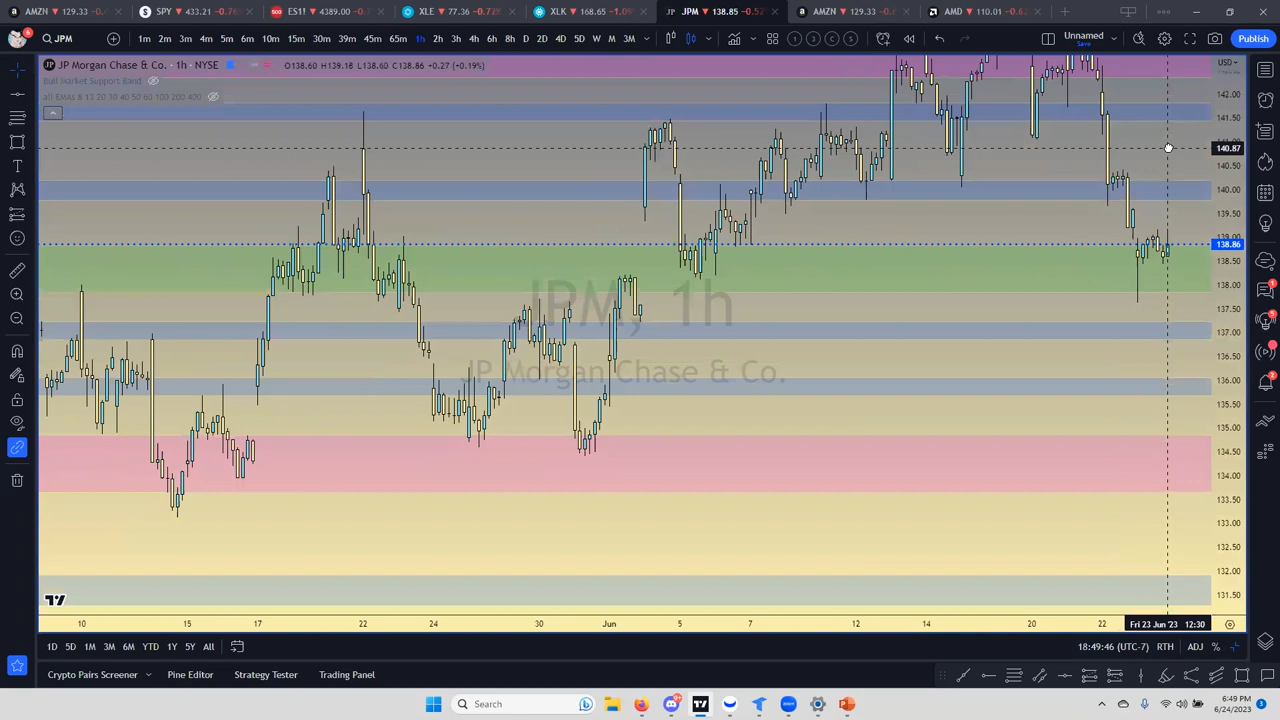 AMZN 129.33 SPY 433.21 ES1! 4389.00 XLE 77.36 -0.72% XLK 168.65 JPM 138.85 AMZN 129.33 AMD 110.01
JPM 1m 2m 3m 5m 6m 10m 15m 30m 39m 45m 65m 1h 2h 3h 4h 6h 8h D 2D 4D 5D W M 3M Unnamed Save Publish
JP Morgan Chase & Co. · 1h · NYSE O138.60 H139.18 L138.60 C138.86 +0.27 (+0.19%)
USD
Bull Market Support Band
all EMAs 8 13 20 30 40 50 60 100 200 400
142.00
141.50
140.87
140.50
140.00
139.50
138.86
138.50
138.00
137.50
137.00
136.50
136.00
135.50
135.00
134.50
134.00
133.50
133.00
132.50
132.00
131.50
JPM, 1h
JP Morgan Chase & Co.
10 15 17 22 24 30 Jun 5 7 12 14 20 22 Fri 23 Jun '23 12:30
1D 5D 1M 3M 6M YTD 1Y 5Y All 18:49:46 (UTC-7) RTH ADJ %
Crypto Pairs Screener Pine Editor Strategy Tester Trading Panel
Search 6:49 PM
6/24/2023